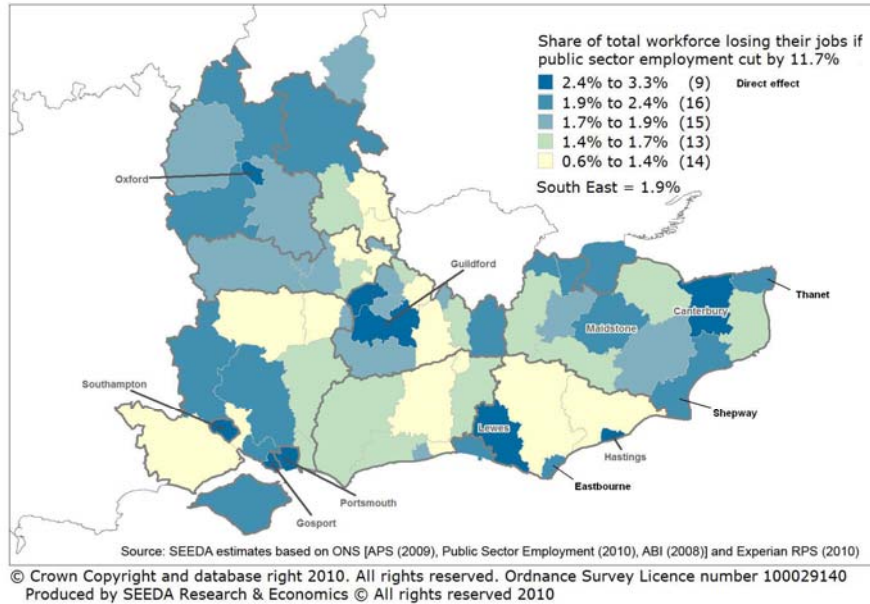 Share of total workforce losing their jobs if
public sector employment cut by 11.7%
2.4% to 3.3% (9) Direct effect
1.9% to 2.4% (16)
1.7% to 1.9% (15)
1.4% to 1.7% (13)
0.6% to 1.4% (14)
South East = 1.9%
Oxford
Guildford
Thanet
Canterbury
Maidstone
Southampton
Shepway
Lewes
Hastings
Eastbourne
Portsmouth
Gosport
Source: SEEDA estimates based on ONS [APS (2009), Public Sector Employment (2010), ABI (2008)] and Experian RPS (2010)
© Crown Copyright and database right 2010. All rights reserved. Ordnance Survey Licence number 100029140
Produced by SEEDA Research & Economics © All rights reserved 2010